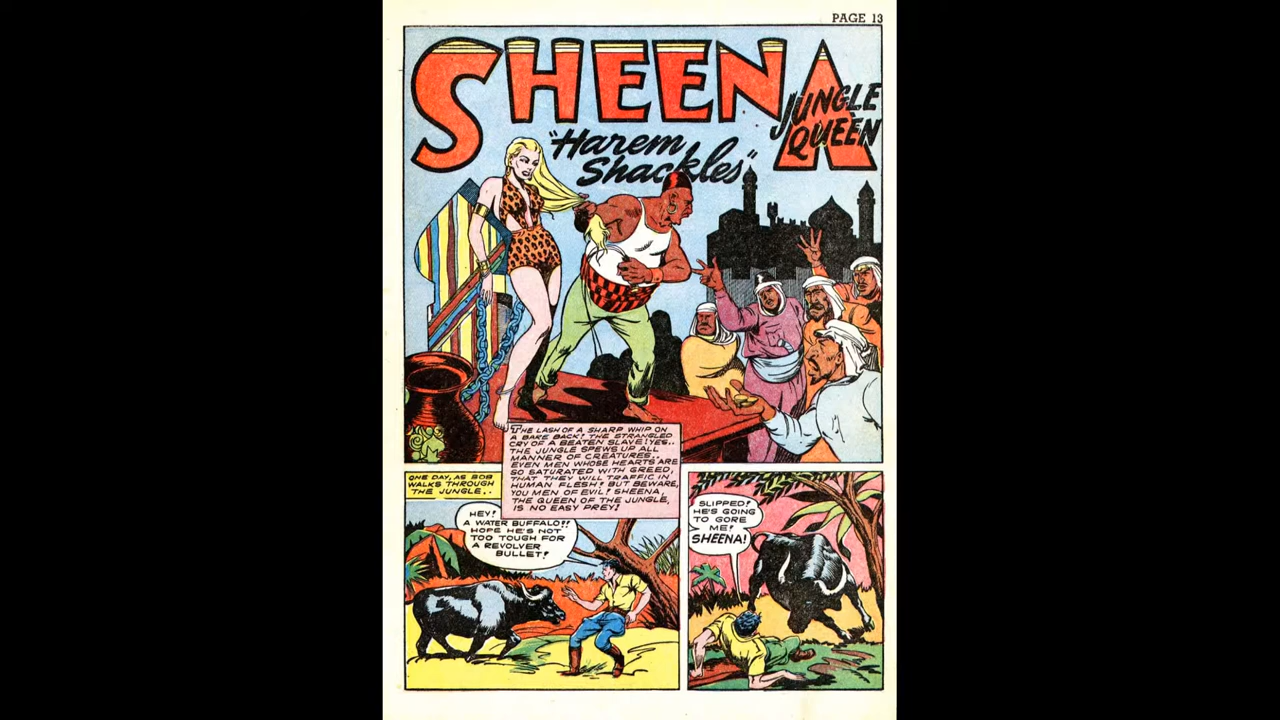 PAGE 13
SHEENA
JUNGLE
QUEEN
"Harem
Shackles"
THE LASH OF A SHARP WHIP ON
A BAKE BACK! THE STRANGLED
CRY OF A BEATEN SLAVE! YES..
THE JUNGLE SPEWS UP ALL
MANNER OF CREATURES..
EVEN MEN WHOSE HEARTS ARE
SO SATURATED WITH GREED,
THAT THEY WILL TRAFFIC IN
HUMAN FLESH! BUT BEWARE,
YOU MEN OF EVIL! SHEENA,
THE QUEEN OF THE JUNGLE,
IS NO EASY PREY!
ONE DAY, AS BOB
WALKS THROUGH
THE JUNGLE..
HEY!
A WATER BUFFALO!!
HOPE HE'S NOT
TOO TOUGH FOR
A REVOLVER
BULLET!
SLIPPED!
HE'S GOING
TO GORE
ME!
SHEENA!